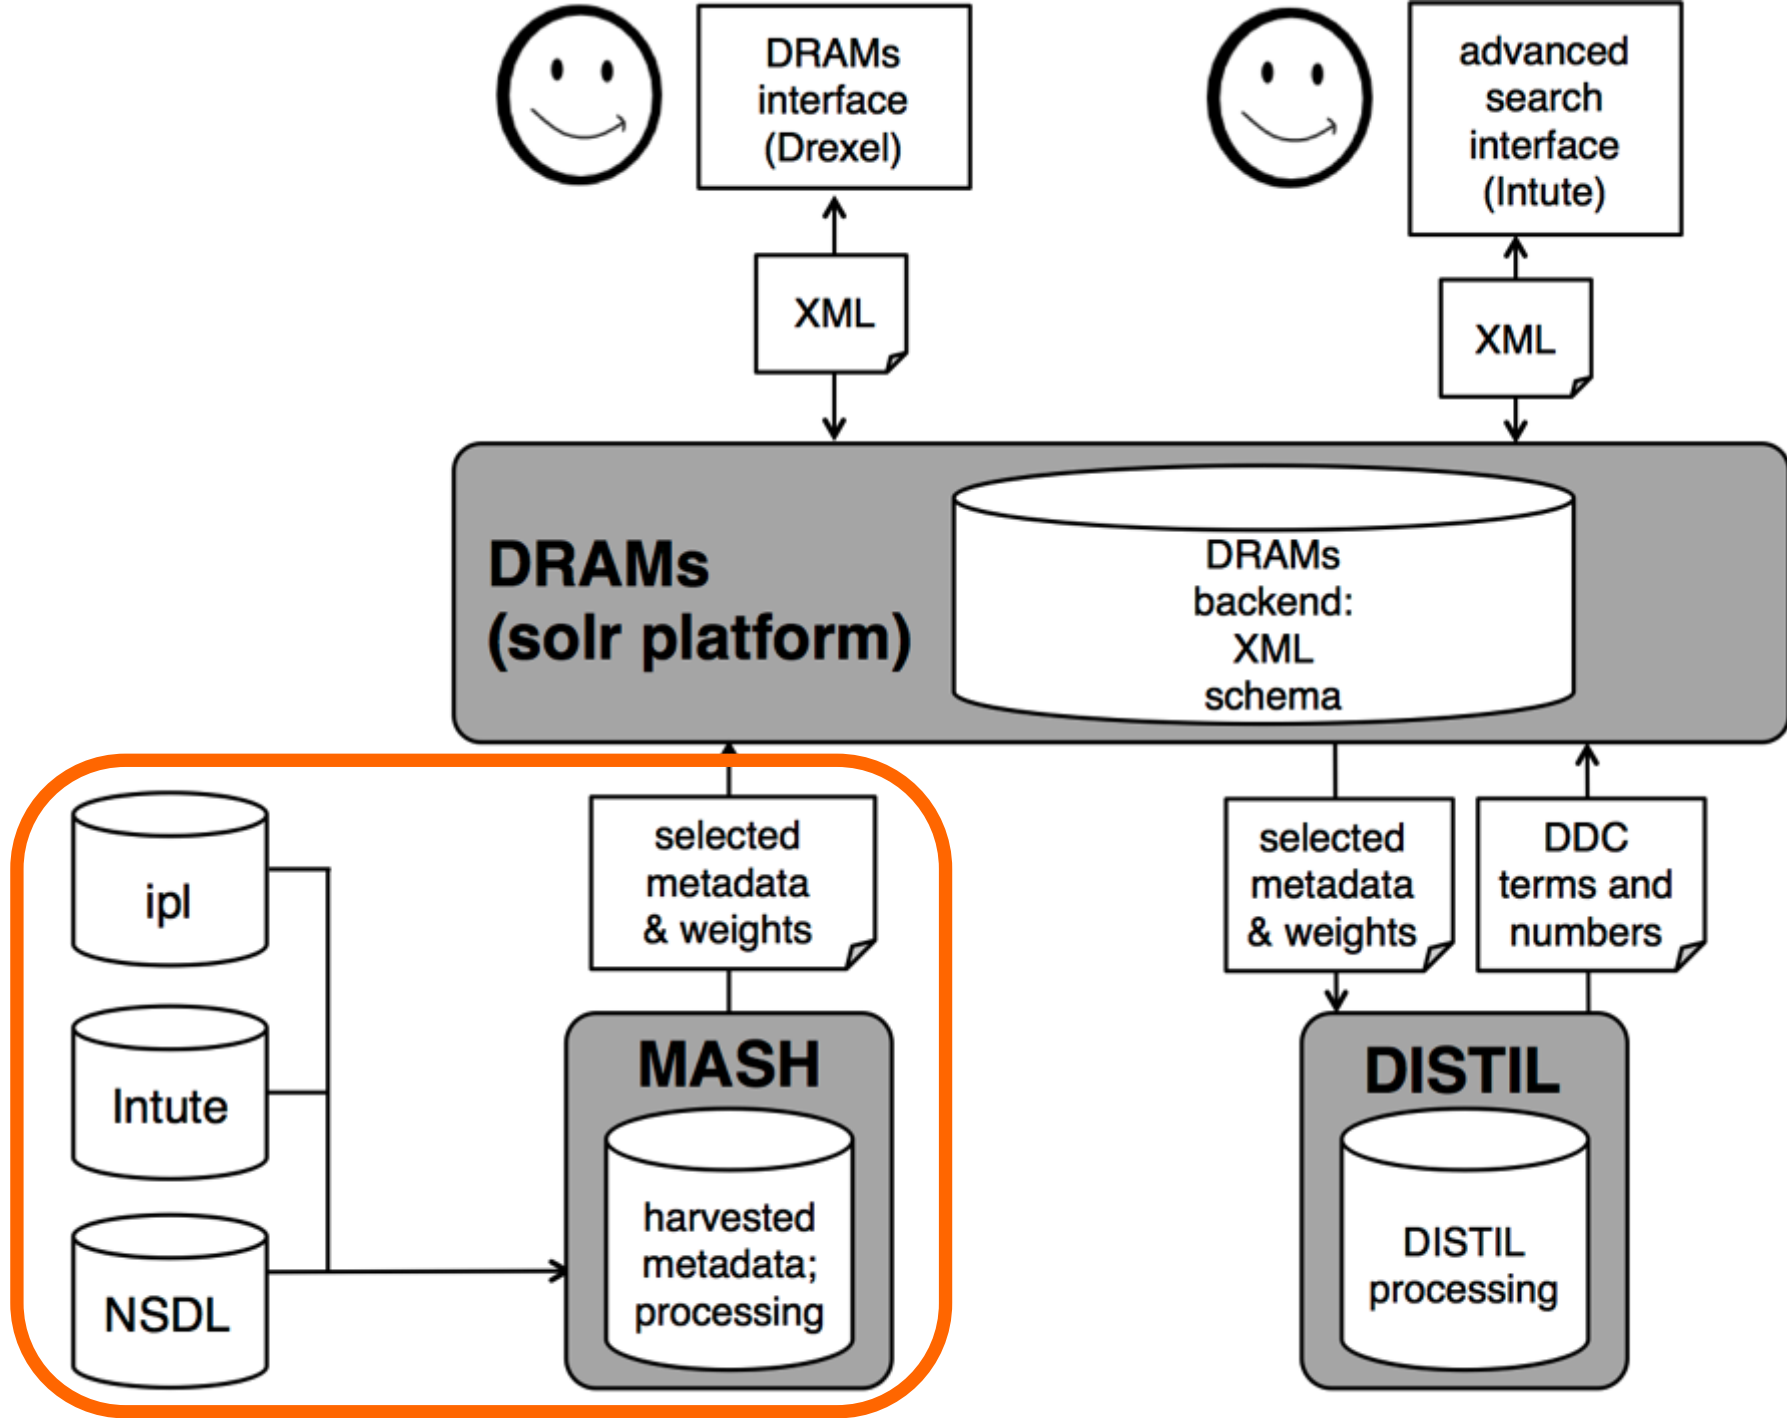 DRAMs
interface
(Drexel)
advanced
search
interface
(Intute)
XML
XML
DRAMs
(solr platform)
DRAMs
backend:
XML
schema
ipl
Intute
NSDL
selected
metadata
& weights
MASH
harvested
metadata;
processing
selected
metadata
& weights
DDC
terms and
numbers
DISTIL
DISTIL
processing